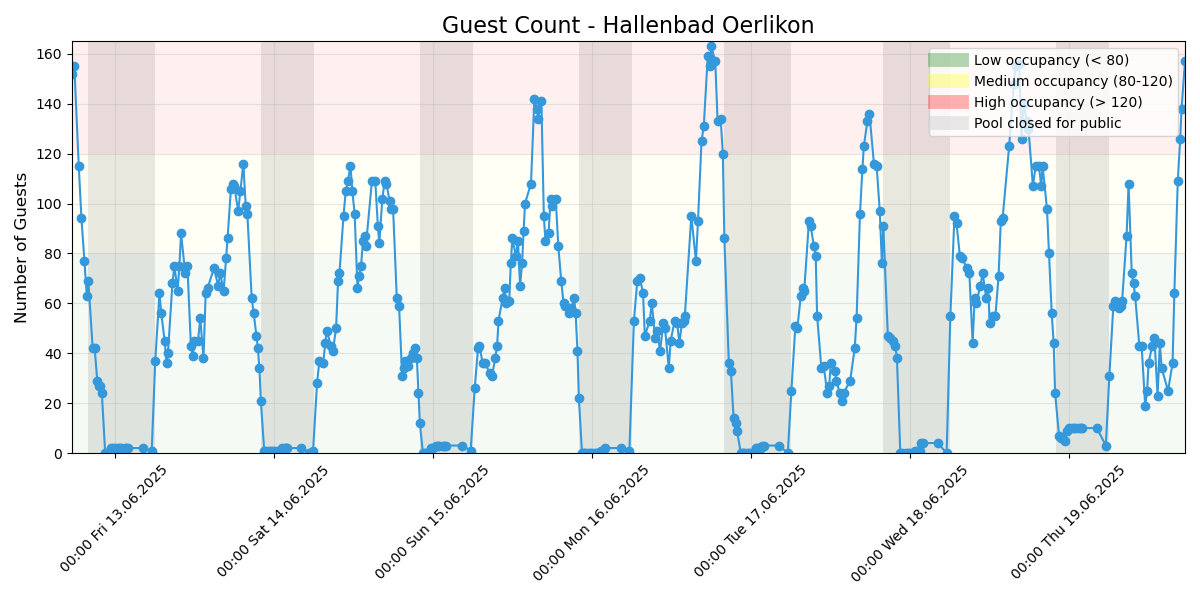 Guest Count - Hallenbad Oerlikon
Number of Guests
160
140
120
100
80
60
40
20
0
Low occupancy (< 80)
Medium occupancy (80-120)
High occupancy (> 120)
Pool closed for public
00:00 Fri 13.06.2025
00:00 Sat 14.06.2025
00:00 Sun 15.06.2025
00:00 Mon 16.06.2025
00:00 Tue 17.06.2025
00:00 Wed 18.06.2025
00:00 Thu 19.06.2025